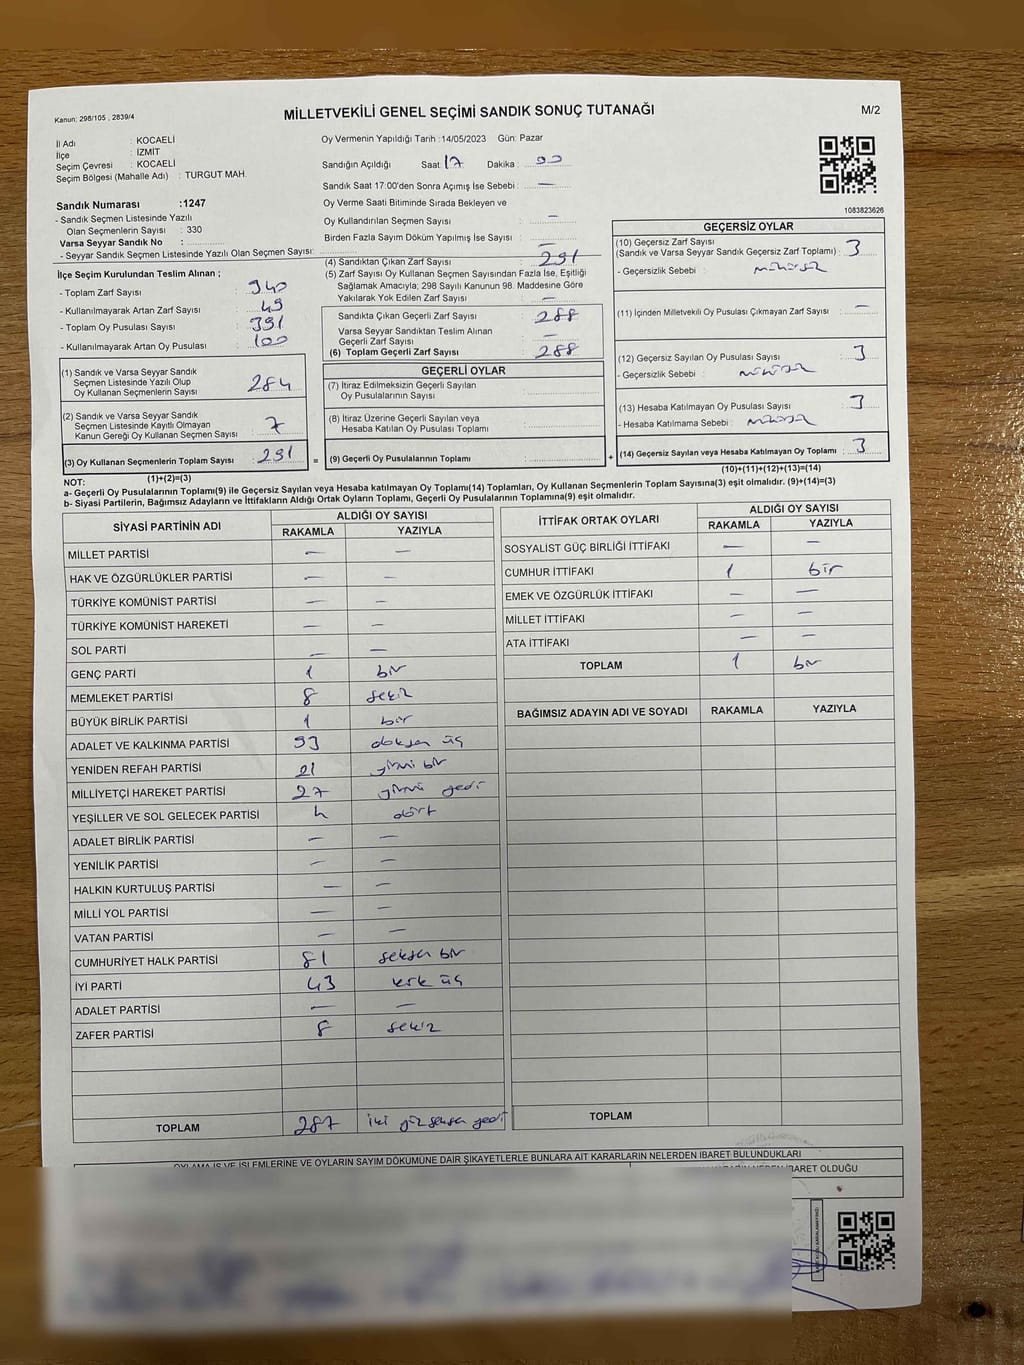 Kanun: 298/105 , 2839/4
MİLLETVEKİLİ GENEL SEÇİMİ SANDIK SONUÇ TUTANAĞI
M/2
İl Adı : KOCAELİ
İlçe : İZMİT
Seçim Çevresi : KOCAELİ
Seçim Bölgesi (Mahalle Adı) : TURGUT MAH.
Oy Vermenin Yapıldığı Tarih :14/05/2023 Gün: Pazar
Sandığın Açıldığı Saat 17 Dakika : 00
Sandık Saat 17:00'den Sonra Açımış İse Sebebi : —
Oy Verme Saati Bitiminde Sırada Bekleyen ve
Oy Kullandırılan Seçmen Sayısı : —
Birden Fazla Sayım Döküm Yapılmış İse Sayısı : —
1083823626
Sandık Numarası :1247
- Sandık Seçmen Listesinde Yazılı
Olan Seçmenlerin Sayısı : 330
Varsa Seyyar Sandık No :
- Seyyar Sandık Seçmen Listesinde Yazılı Olan Seçmen Sayısı:
İlçe Seçim Kurulundan Teslim Alınan ;
- Toplam Zarf Sayısı : 340
- Kullanılmayarak Artan Zarf Sayısı : 49
- Toplam Oy Pusulası Sayısı : 391
- Kullanılmayarak Artan Oy Pusulası : 100
(1) Sandık ve Varsa Seyyar Sandık
Seçmen Listesinde Yazılı Olup
Oy Kullanan Seçmenlerin Sayısı : 284
(2) Sandık ve Varsa Seyyar Sandık
Seçmen Listesinde Kayıtlı Olmayan
Kanun Gereği Oy Kullanan Seçmen Sayısı : 7
(3) Oy Kullanan Seçmenlerin Toplam Sayısı : 291
(1)+(2)=(3)
(4) Sandıktan Çıkan Zarf Sayısı : 291
(5) Zarf Sayısı Oy Kullanan Seçmen Sayısından Fazla İse, Eşitliği
Sağlamak Amacıyla; 298 Sayılı Kanunun 98. Maddesine Göre
Yakılarak Yok Edilen Zarf Sayısı : —
Sandıkta Çıkan Geçerli Zarf Sayısı : 288
Varsa Seyyar Sandıktan Teslim Alınan
Geçerli Zarf Sayısı : —
(6) Toplam Geçerli Zarf Sayısı : 288
GEÇERLİ OYLAR
(7) İtiraz Edilmeksizin Geçerli Sayılan
Oy Pusulalarının Sayısı :
(8) İtiraz Üzerine Geçerli Sayılan veya
Hesaba Katılan Oy Pusulası Toplamı :
= (9) Geçerli Oy Pusulalarının Toplamı :
GEÇERSİZ OYLAR
(10) Geçersiz Zarf Sayısı
(Sandık ve Varsa Seyyar Sandık Geçersiz Zarf Toplamı) : 3
- Geçersizlik Sebebi : mühürsüz
(11) İçinden Milletvekili Oy Pusulası Çıkmayan Zarf Sayısı : —
(12) Geçersiz Sayılan Oy Pusulası Sayısı : 3
- Geçersizlik Sebebi : mühürsüz
(13) Hesaba Katılmayan Oy Pusulası Sayısı : 3
- Hesaba Katılmama Sebebi : mühürsüz
+ (14) Geçersiz Sayılan veya Hesaba Katılmayan Oy Toplamı : 3
(10)+(11)+(12)+(13)=(14)
NOT:
a- Geçerli Oy Pusulalarının Toplamı(9) ile Geçersiz Sayılan veya Hesaba Katılmayan Oy Toplamı(14) Toplamları, Oy Kullanan Seçmenlerin Toplam Sayısına(3) eşit olmalıdır. (9)+(14)=(3)
b- Siyasi Partilerin, Bağımsız Adayların ve İttifakların Aldığı Ortak Oyların Toplamı, Geçerli Oy Pusulalarının Toplamına(9) eşit olmalıdır.
SİYASİ PARTİNİN ADI
ALDIĞI OY SAYISI
RAKAMLA YAZIYLA
MİLLET PARTİSİ — —
HAK VE ÖZGÜRLÜKLER PARTİSİ — —
TÜRKİYE KOMÜNİST PARTİSİ — —
TÜRKİYE KOMÜNİST HAREKETİ — —
SOL PARTİ — —
GENÇ PARTİ 1 bir
MEMLEKET PARTİSİ 8 sekiz
BÜYÜK BİRLİK PARTİSİ 1 bir
ADALET VE KALKINMA PARTİSİ 93 doksan üç
YENİDEN REFAH PARTİSİ 21 yirmi bir
MİLLİYETÇİ HAREKET PARTİSİ 27 yirmi yedi
YEŞİLLER VE SOL GELECEK PARTİSİ 4 dört
ADALET BİRLİK PARTİSİ — —
YENİLİK PARTİSİ — —
HALKIN KURTULUŞ PARTİSİ — —
MİLLİ YOL PARTİSİ — —
VATAN PARTİSİ — —
CUMHURİYET HALK PARTİSİ 81 seksen bir
İYİ PARTİ 43 kırk üç
ADALET PARTİSİ — —
ZAFER PARTİSİ 8 sekiz
TOPLAM 287 iki yüz seksen yedi
İTTİFAK ORTAK OYLARI
ALDIĞI OY SAYISI
RAKAMLA YAZIYLA
SOSYALİST GÜÇ BİRLİĞİ İTTİFAKI — —
CUMHUR İTTİFAKI 1 bir
EMEK VE ÖZGÜRLÜK İTTİFAKI — —
MİLLET İTTİFAKI — —
ATA İTTİFAKI — —
TOPLAM 1 bir
BAĞIMSIZ ADAYIN ADI VE SOYADI RAKAMLA YAZIYLA
TOPLAM
OYLAMA İŞ VE İŞLEMLERİNE VE OYLARIN SAYIM DÖKÜMÜNE DAİR ŞİKAYETLERLE BUNLARA AİT KARARLARIN NELERDEN İBARET BULUNDUKLARI
İBARET OLDUĞU